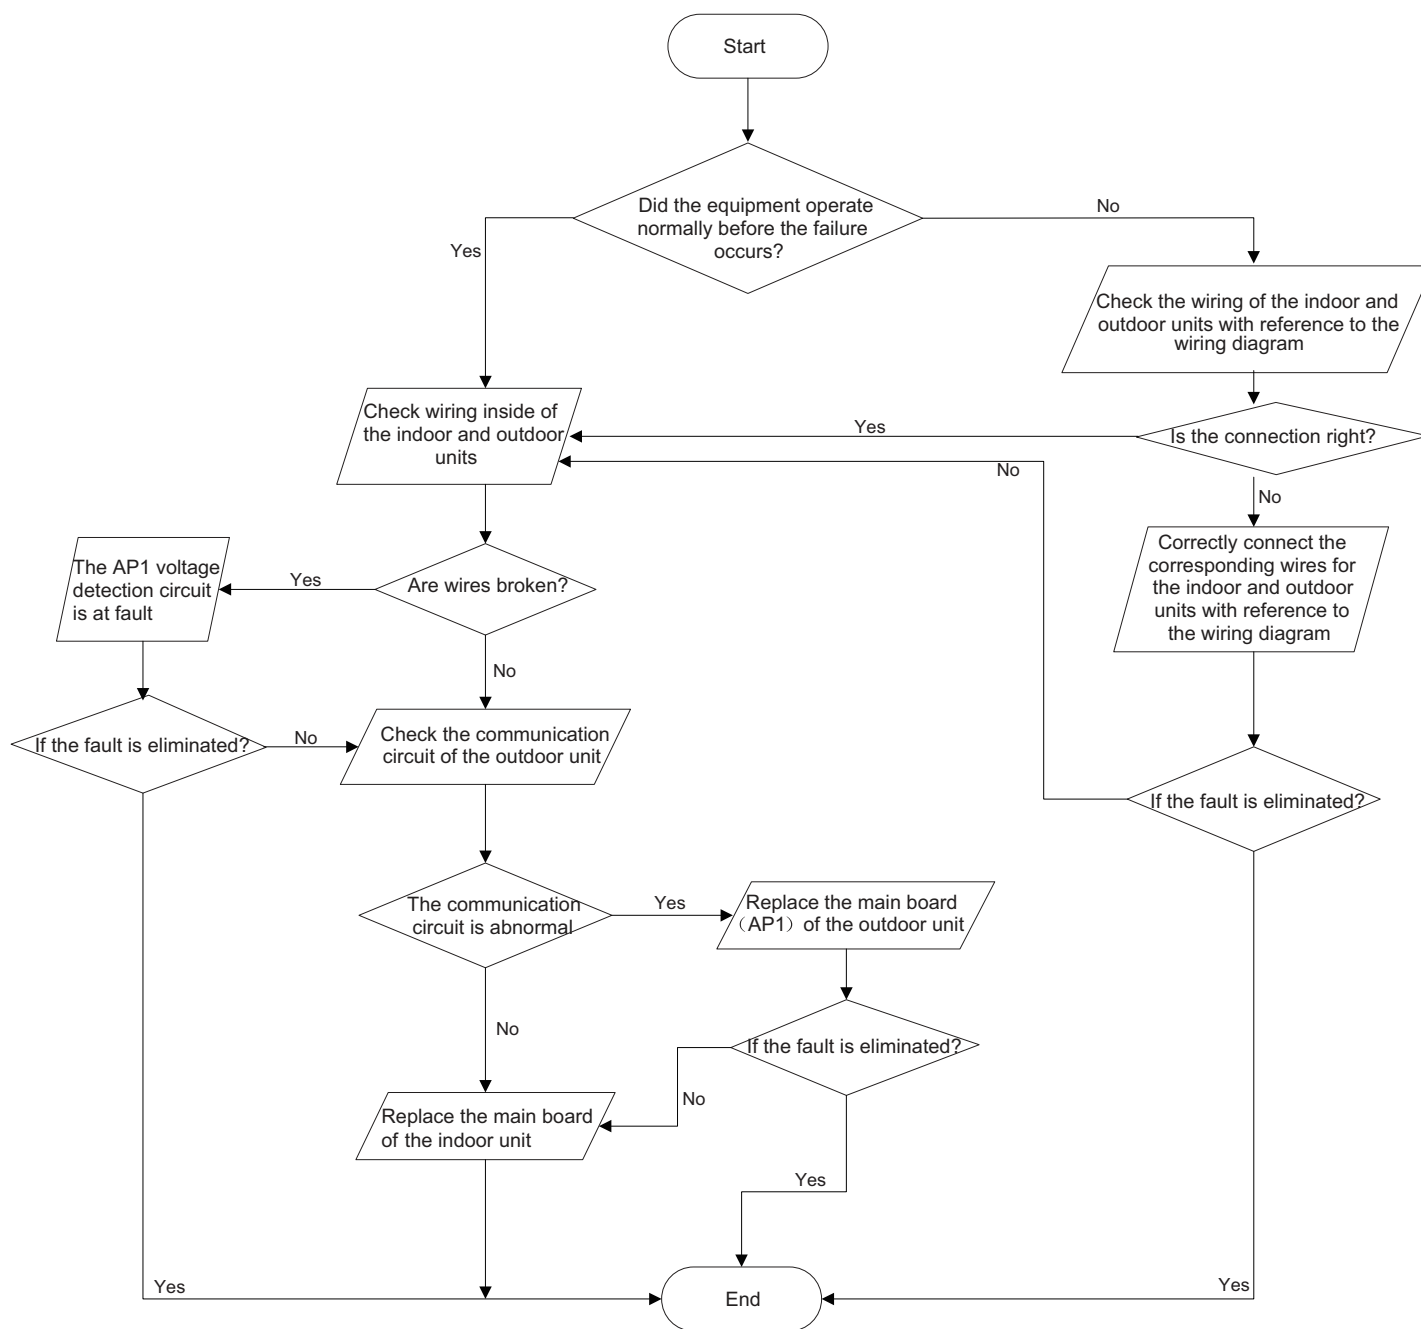 Start
Did the equipment operate
normally before the failure
occurs?
No
Yes
Check the wiring of the indoor and
outdoor units with reference to the
wiring diagram
Check wiring inside of
the indoor and outdoor
units
Yes
Is the connection right?
No
No
Correctly connect the
corresponding wires for
the indoor and outdoor
units with reference to
the wiring diagram
The AP1 voltage
detection circuit
is at fault
Yes
Are wires broken?
No
If the fault is eliminated?
No
Check the communication
circuit of the outdoor unit
If the fault is eliminated?
The communication
circuit is abnormal
Yes
Replace the main board
（AP1）of the outdoor unit
No
If the fault is eliminated?
No
Replace the main board
of the indoor unit
Yes
Yes
End
Yes